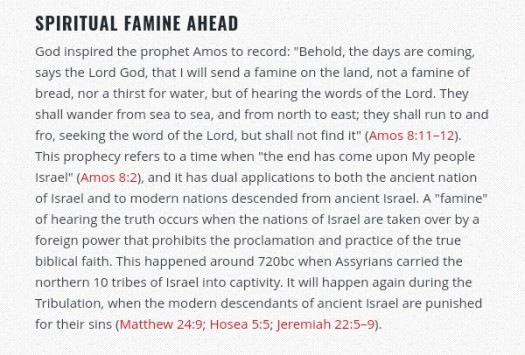 SPIRITUAL FAMINE AHEAD
God inspired the prophet Amos to record: "Behold, the days are coming,
says the Lord God, that I will send a famine on the land, not a famine of
bread, nor a thirst for water, but of hearing the words of the Lord. They
shall wander from sea to sea, and from north to east; they shall run to and
fro, seeking the word of the Lord, but shall not find it" (Amos 8:11–12).
This prophecy refers to a time when "the end has come upon My people
Israel" (Amos 8:2), and it has dual applications to both the ancient nation
of Israel and to modern nations descended from ancient Israel. A "famine"
of hearing the truth occurs when the nations of Israel are taken over by a
foreign power that prohibits the proclamation and practice of the true
biblical faith. This happened around 720bc when Assyrians carried the
northern 10 tribes of Israel into captivity. It will happen again during the
Tribulation, when the modern descendants of ancient Israel are punished
for their sins (Matthew 24:9; Hosea 5:5; Jeremiah 22:5–9).